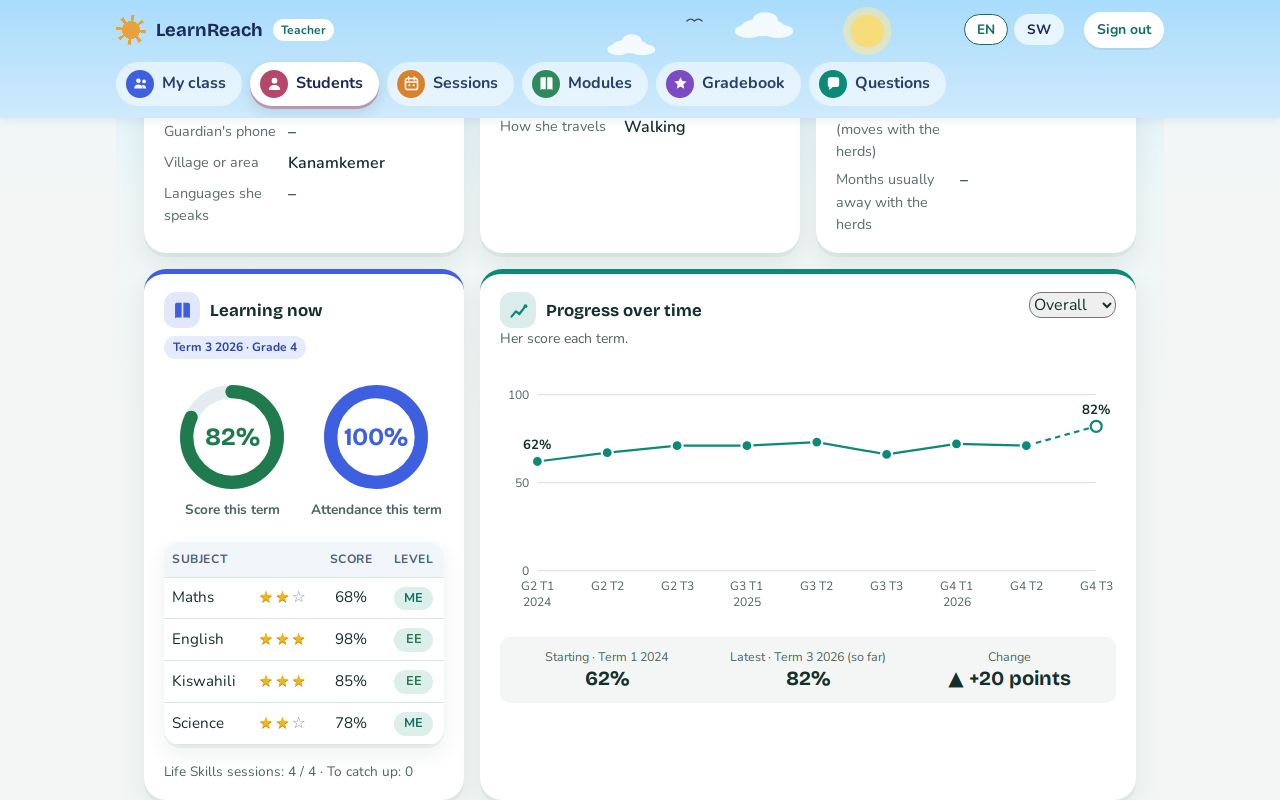 LearnReach
Teacher
EN
SW
Sign out
My class
Students
Sessions
Modules
Gradebook
Questions
Guardian's phone –
Village or area Kanamkemer
Languages she speaks –
How she travels Walking
(moves with the herds)
Months usually away with the herds –
Learning now
Term 3 2026 · Grade 4
82%
100%
Score this term
Attendance this term
SUBJECT SCORE LEVEL
Maths 68% ME
English 98% EE
Kiswahili 85% EE
Science 78% ME
Life Skills sessions: 4 / 4 · To catch up: 0
Progress over time
Overall
Her score each term.
100
82%
62%
50
0
G2 T1 G2 T2 G2 T3 G3 T1 G3 T2 G3 T3 G4 T1 G4 T2 G4 T3
2024 2025 2026
Starting · Term 1 2024 Latest · Term 3 2026 (so far) Change
62% 82% ▲ +20 points